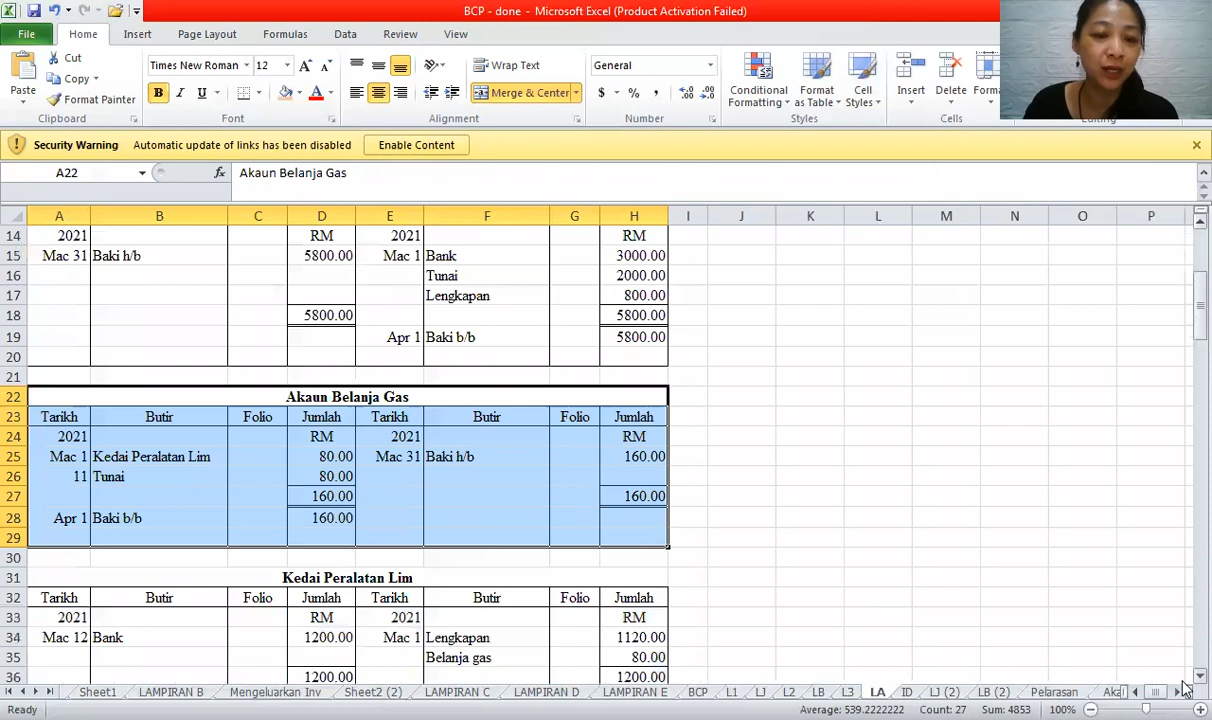 BCP - done - Microsoft Excel (Product Activation Failed)
File Home Insert Page Layout Formulas Data Review View
Cut
Copy
Format Painter
Paste
Clipboard
Times New Roman 12
B I U A
Font
Wrap Text
Merge & Center
Alignment
General
$ % ,
Number
Conditional Formatting
Format as Table
Cell Styles
Styles
Insert Delete
Cells
Editing
Security Warning Automatic update of links has been disabled Enable Content
A22 fx Akaun Belanja Gas
A B C D E F G H I J K L M N O P
14 2021 RM 2021 RM
15 Mac 31 Baki h/b 5800.00 Mac 1 Bank 3000.00
16 Tunai 2000.00
17 Lengkapan 800.00
18 5800.00 5800.00
19 Apr 1 Baki b/b 5800.00
20
21
22 Akaun Belanja Gas
23 Tarikh Butir Folio Jumlah Tarikh Butir Folio Jumlah
24 2021 RM 2021 RM
25 Mac 1 Kedai Peralatan Lim 80.00 Mac 31 Baki h/b 160.00
26 11 Tunai 80.00
27 160.00 160.00
28 Apr 1 Baki b/b 160.00
29
30
31 Kedai Peralatan Lim
32 Tarikh Butir Folio Jumlah Tarikh Butir Folio Jumlah
33 2021 RM 2021 RM
34 Mac 12 Bank 1200.00 Mac 1 Lengkapan 1120.00
35 Belanja gas 80.00
36 1200.00 1200.00
Sheet1 LAMPIRAN B Mengeluarkan Inv Sheet2 (2) LAMPIRAN C LAMPIRAN D LAMPIRAN E BCP L1 LJ L2 LB L3 LA ID LJ (2) LB (2) Pelarasan
Ready Average: 539.2222222 Count: 27 Sum: 4853 100%